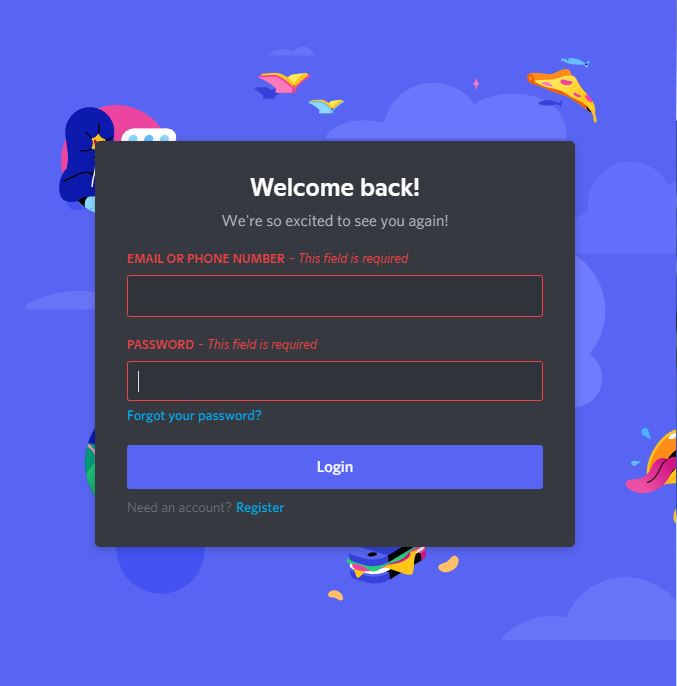 Welcome back!
We're so excited to see you again!
EMAIL OR PHONE NUMBER - This field is required
PASSWORD - This field is required
Forgot your password?
Login
Need an account? Register